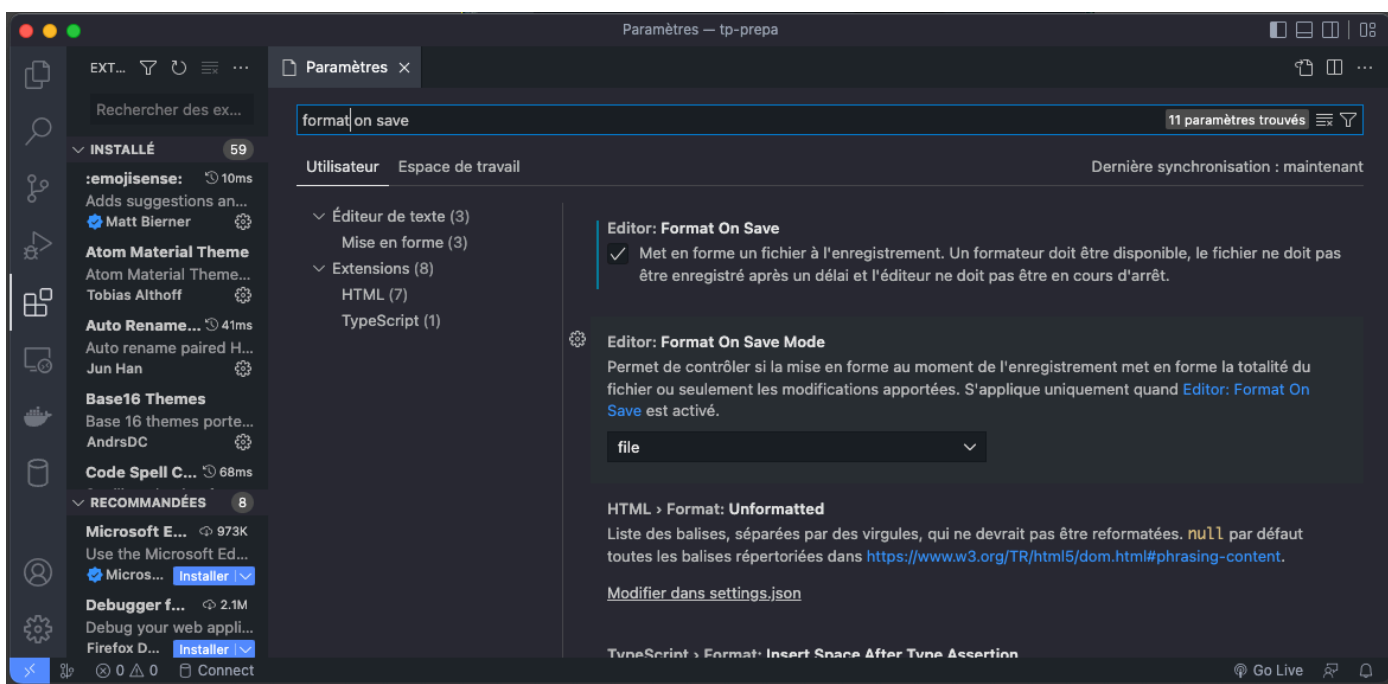 Paramètres — tp-prepa
EXT...
Paramètres
Rechercher des ex...
format on save
11 paramètres trouvés
INSTALLÉ 59
Utilisateur Espace de travail
Dernière synchronisation : maintenant
:emojisense: 10ms
Adds suggestions an...
Matt Bierner
Atom Material Theme
Atom Material Theme...
Tobias Althoff
Auto Rename... 41ms
Auto rename paired H...
Jun Han
Base16 Themes
Base 16 themes porte...
AndrsDC
Code Spell C... 68ms
RECOMMANDÉES 8
Microsoft E... 973K
Use the Microsoft Ed...
Micros... Installer
Debugger f... 2.1M
Debug your web appli...
Firefox D... Installer
Éditeur de texte (3)
Mise en forme (3)
Extensions (8)
HTML (7)
TypeScript (1)
Editor: Format On Save
Met en forme un fichier à l'enregistrement. Un formateur doit être disponible, le fichier ne doit pas
être enregistré après un délai et l'éditeur ne doit pas être en cours d'arrêt.
Editor: Format On Save Mode
Permet de contrôler si la mise en forme au moment de l'enregistrement met en forme la totalité du
fichier ou seulement les modifications apportées. S'applique uniquement quand Editor: Format On
Save est activé.
file
HTML › Format: Unformatted
Liste des balises, séparées par des virgules, qui ne devrait pas être reformatées. null par défaut
toutes les balises répertoriées dans https://www.w3.org/TR/html5/dom.html#phrasing-content.
Modifier dans settings.json
TypeScript › Format: Insert Space After Type Assertion
0 0 Connect
Go Live